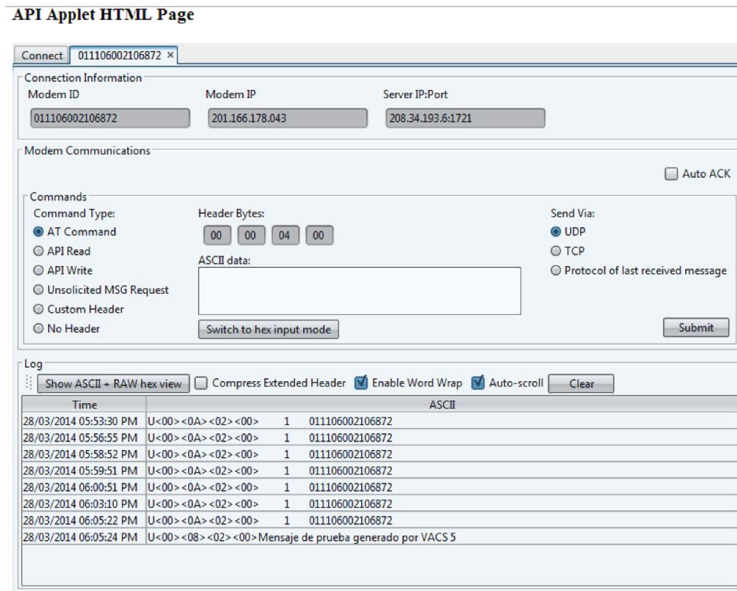 API Applet HTML Page
Connect 011106002106872 ×
Connection Information
Modem ID Modem IP Server IP:Port
011106002106872 201.166.178.043 208.34.193.6:1721
Modem Communications
Auto ACK
Commands
Command Type: Header Bytes: Send Via:
AT Command 00 00 04 00 UDP
API Read TCP
ASCII data:
API Write Protocol of last received message
Unsolicited MSG Request
Custom Header
No Header Switch to hex input mode Submit
Log
Show ASCII + RAW hex view Compress Extended Header Enable Word Wrap Auto-scroll Clear
Time ASCII
28/03/2014 05:53:30 PM U<00><0A><02><00> 1 011106002106872
28/03/2014 05:56:55 PM U<00><0A><02><00> 1 011106002106872
28/03/2014 05:58:52 PM U<00><0A><02><00> 1 011106002106872
28/03/2014 05:59:51 PM U<00><0A><02><00> 1 011106002106872
28/03/2014 06:00:51 PM U<00><0A><02><00> 1 011106002106872
28/03/2014 06:03:10 PM U<00><0A><02><00> 1 011106002106872
28/03/2014 06:05:22 PM U<00><0A><02><00> 1 011106002106872
28/03/2014 06:05:24 PM U<00><08><02><00>Mensaje de prueba generado por VACS 5